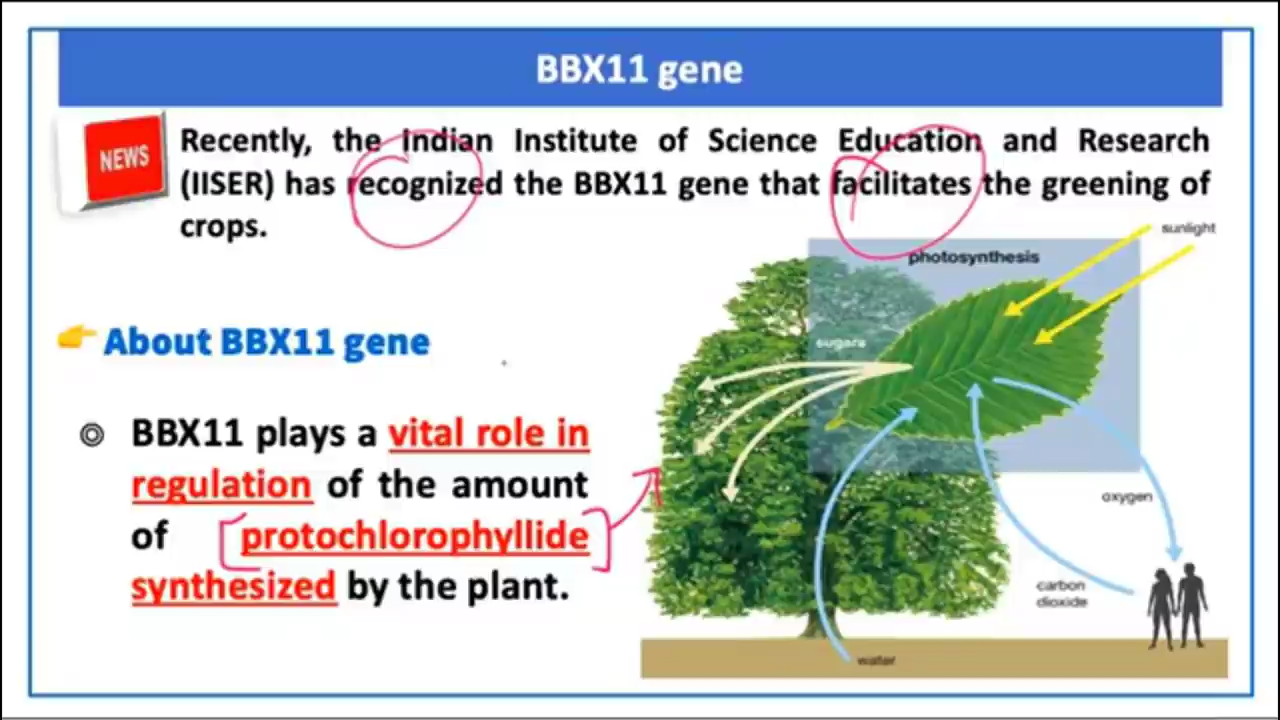 BBX11 gene
NEWS
Recently, the Indian Institute of Science Education and Research
(IISER) has recognized the BBX11 gene that facilitates the greening of
crops.
sunlight
photosynthesis
About BBX11 gene
sugars
BBX11 plays a vital role in
regulation of the amount
of protochlorophyllide
synthesized by the plant.
oxygen
carbon
dioxide
water